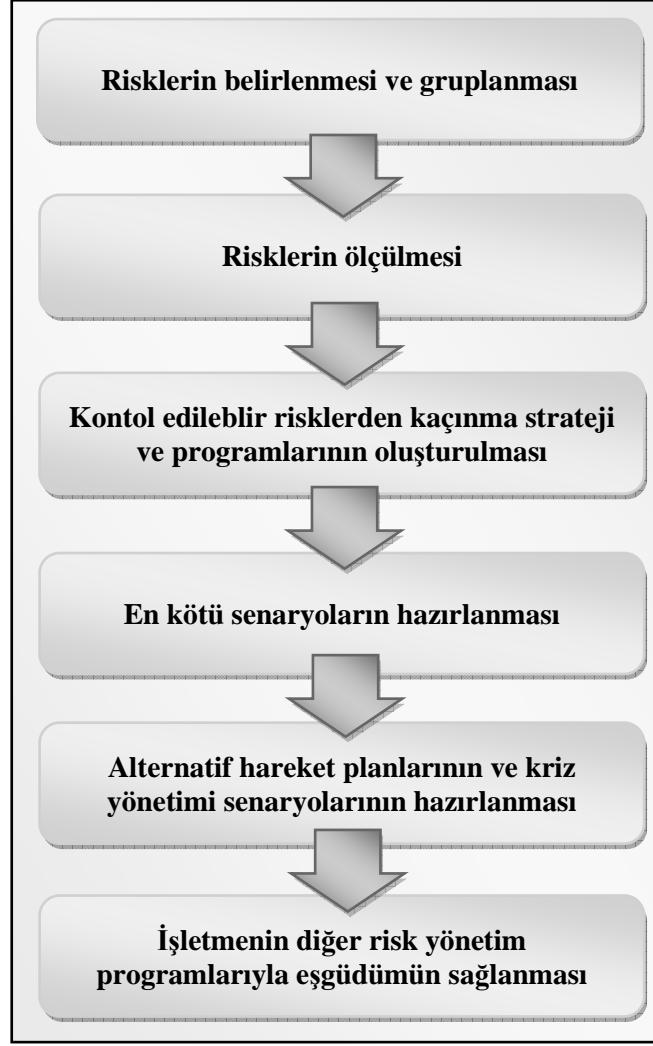 Risklerin belirlenmesi ve gruplanması
Risklerin ölçülmesi
Kontol edileblir risklerden kaçınma strateji
ve programlarının oluşturulması
En kötü senaryoların hazırlanması
Alternatif hareket planlarının ve kriz
yönetimi senaryolarının hazırlanması
İşletmenin diğer risk yönetim
programlarıyla eşgüdümün sağlanması